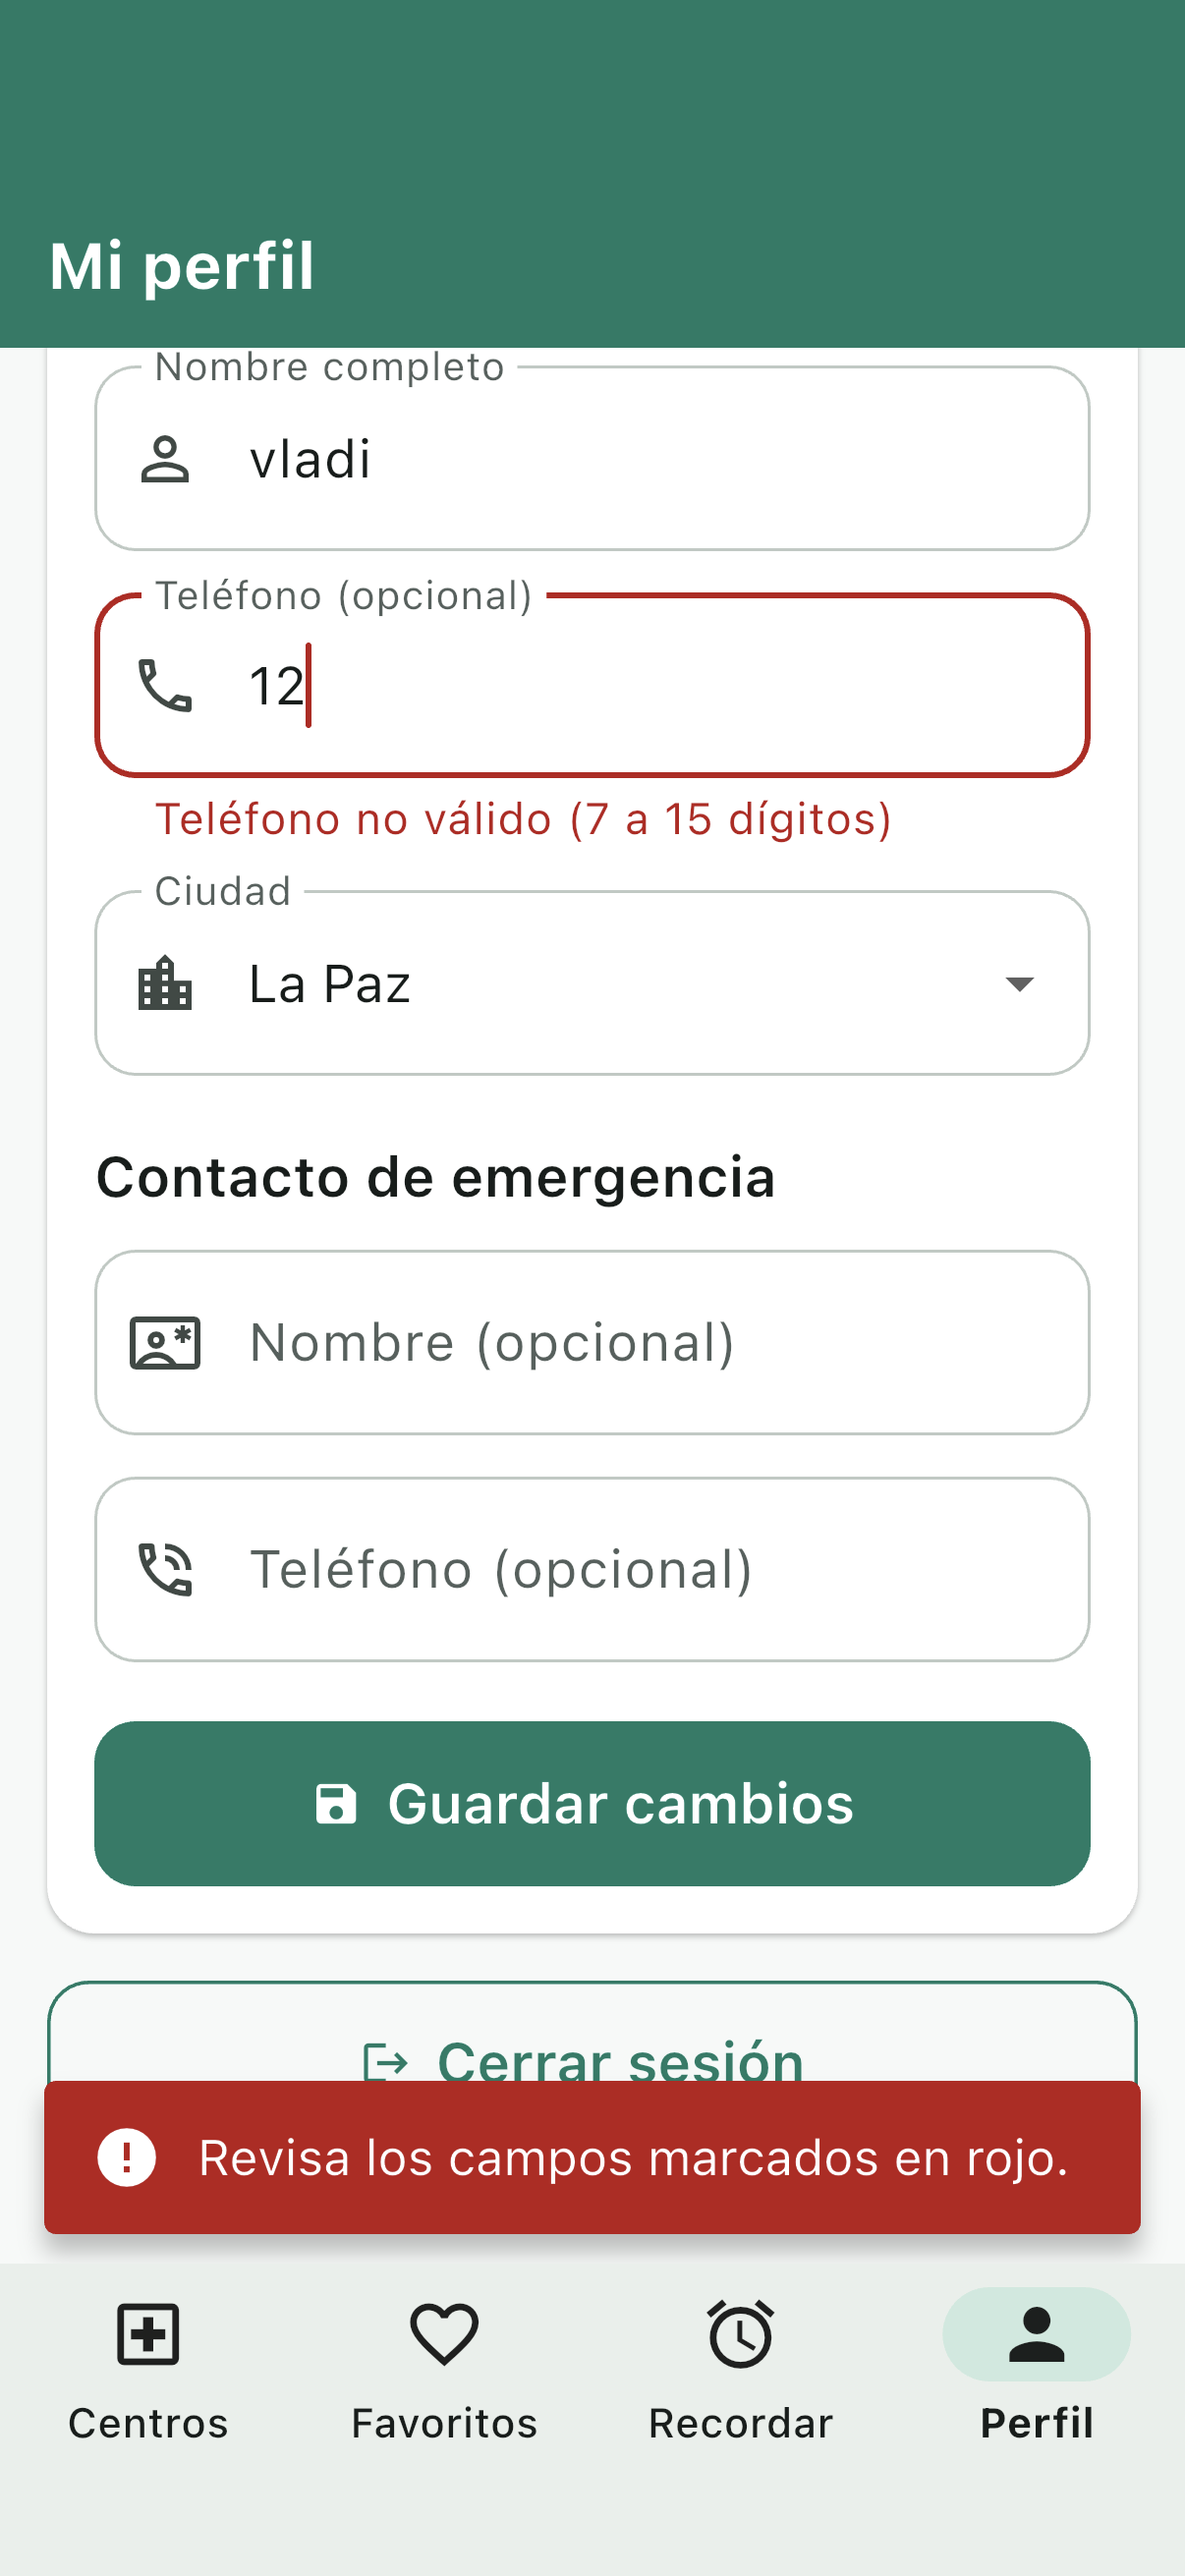 Mi perfil
Nombre completo
vladi
Teléfono (opcional)
12
Teléfono no válido (7 a 15 dígitos)
Ciudad
La Paz
Contacto de emergencia
Nombre (opcional)
Teléfono (opcional)
Guardar cambios
Cerrar sesión
Revisa los campos marcados en rojo.
Centros
Favoritos
Recordar
Perfil